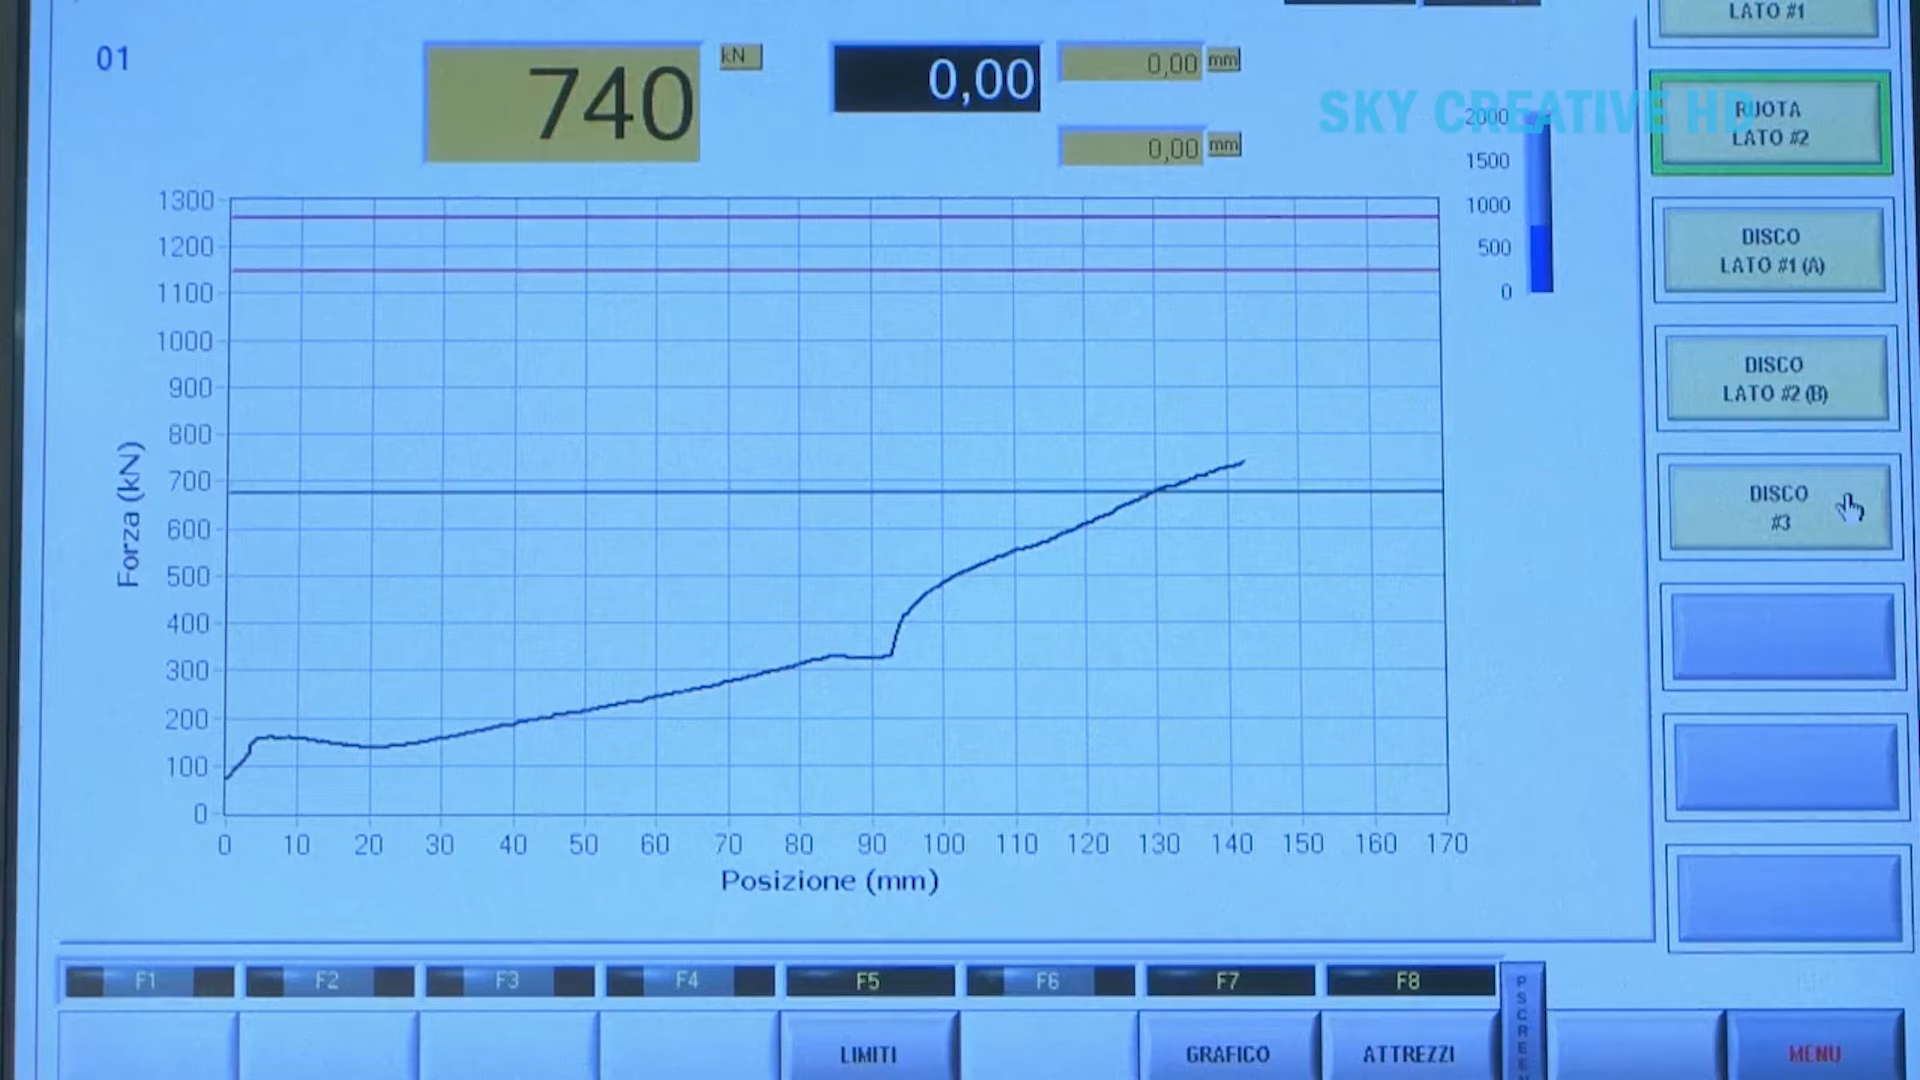 LATO #1
01
740
kN
0,00
0,00
mm
0,00
mm
SKY CREATIVE HD
2000
1500
1000
500
0
RUOTA
LATO #2
DISCO
LATO #1 (A)
DISCO
LATO #2 (B)
DISCO
#3
1300
1200
1100
1000
900
800
700
600
500
400
300
200
100
0
Forza (kN)
0 10 20 30 40 50 60 70 80 90 100 110 120 130 140 150 160 170
Posizione (mm)
F1 F2 F3 F4 F5 F6 F7 F8
LIMITI
GRAFICO
ATTREZZI
PSCREEN
MENU